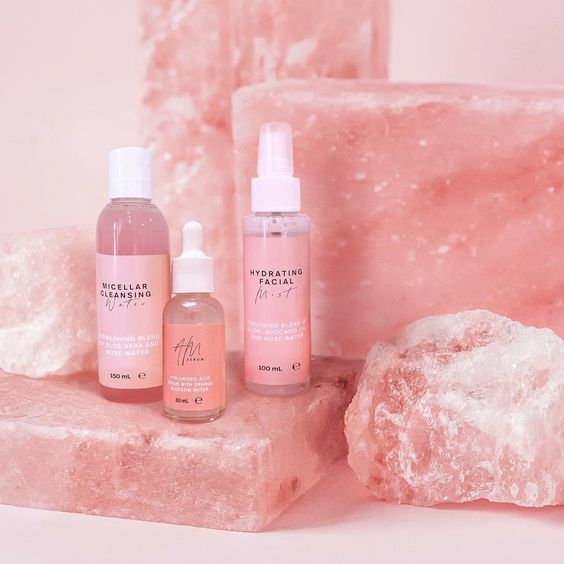 MICELLAR
CLEANSING
Water
REFRESHING BLEND
OF ALOE VERA AND
ROSE WATER
150 mL ℮
AM
SERUM
HYALURONIC ACID
SERUM WITH ORANGE
BLOSSOM WATER
30 mL ℮
HYDRATING
FACIAL
Mist
SOOTHING BLEND OF
ALOE, AVOCADO OIL
AND ROSE WATER
100 mL ℮